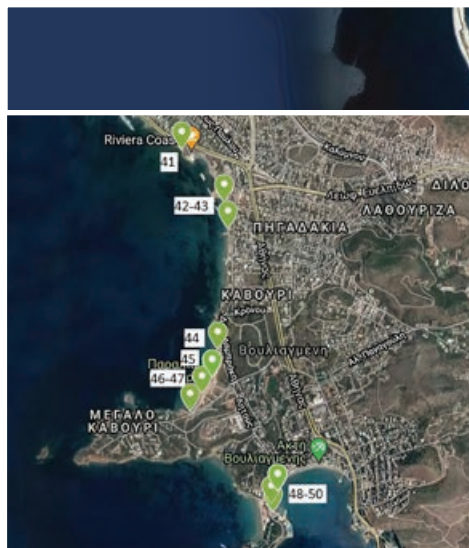 Riviera Coast
41
42-43
ΔΙΛΟ
ΛΑΘΟΥΡΙΖΑ
ΠΗΓΑΔΑΚΙΑ
ΚΑΒΟΥΡΙ
44
45
46-47
Βουλιαγμένη
ΜΕΓΑΛΟ
ΚΑΒΟΥΡΙ
Ακτή
Βουλιαγμένης
48-50